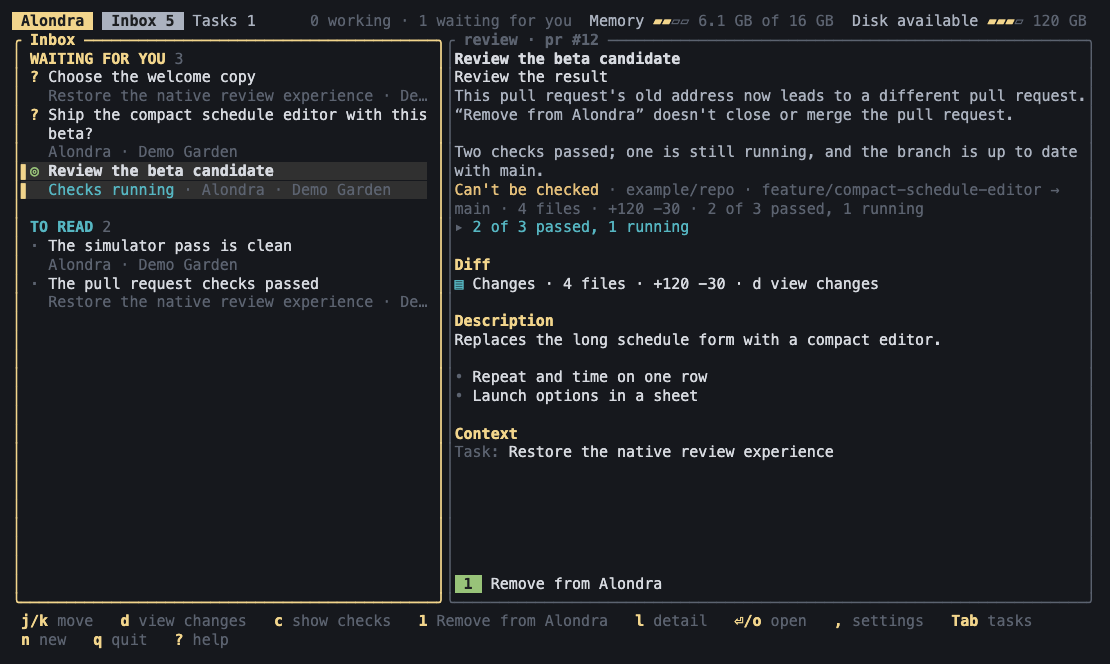 Alondra Inbox 5 Tasks 1 0 working · 1 waiting for you Memory ▰▰▱▱ 6.1 GB of 16 GB Disk available ▰▰▰▱ 120 GB
Inbox
WAITING FOR YOU 3
? Choose the welcome copy
Restore the native review experience · De…
? Ship the compact schedule editor with this
beta?
Alondra · Demo Garden
◎ Review the beta candidate
Checks running · Alondra · Demo Garden
TO READ 2
· The simulator pass is clean
Alondra · Demo Garden
· The pull request checks passed
Restore the native review experience · De…
review · pr #12
Review the beta candidate
Review the result
This pull request's old address now leads to a different pull request.
“Remove from Alondra” doesn't close or merge the pull request.
Two checks passed; one is still running, and the branch is up to date
with main.
Can't be checked · example/repo · feature/compact-schedule-editor →
main · 4 files · +120 −30 · 2 of 3 passed, 1 running
▸ 2 of 3 passed, 1 running
Diff
▤ Changes · 4 files · +120 −30 · d view changes
Description
Replaces the long schedule form with a compact editor.
• Repeat and time on one row
• Launch options in a sheet
Context
Task: Restore the native review experience
1 Remove from Alondra
j/k move d view changes c show checks 1 Remove from Alondra l detail ⏎/o open , settings Tab tasks
n new q quit ? help